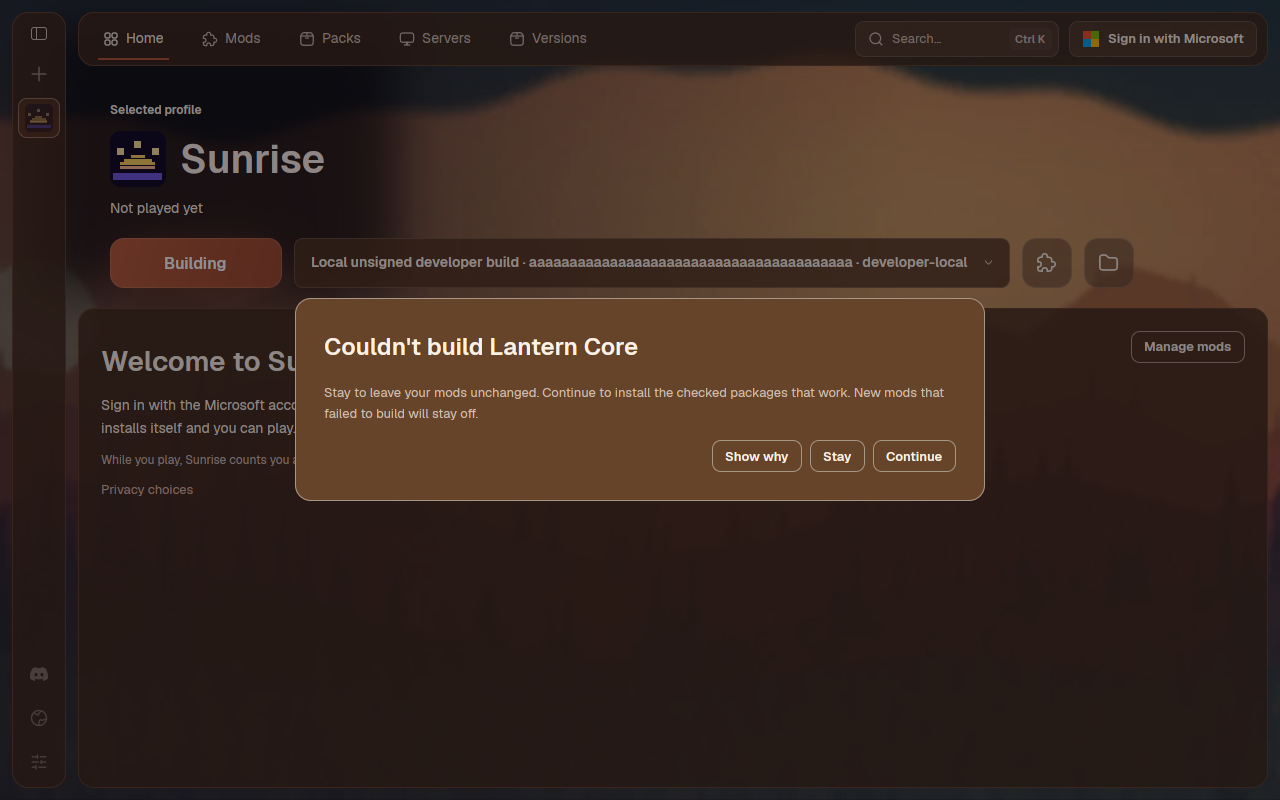 Home
Mods
Packs
Servers
Versions
Search...
Ctrl K
Sign in with Microsoft
Selected profile
Sunrise
Not played yet
Building
Local unsigned developer build · aaaaaaaaaaaaaaaaaaaaaaaaaaaaaaaaaaaaaaaa · developer-local
Welcome to Su
Manage mods
Sign in with the Microsoft acco
installs itself and you can play.
While you play, Sunrise counts you a
Privacy choices
Couldn't build Lantern Core
Stay to leave your mods unchanged. Continue to install the checked packages that work. New mods that
failed to build will stay off.
Show why
Stay
Continue